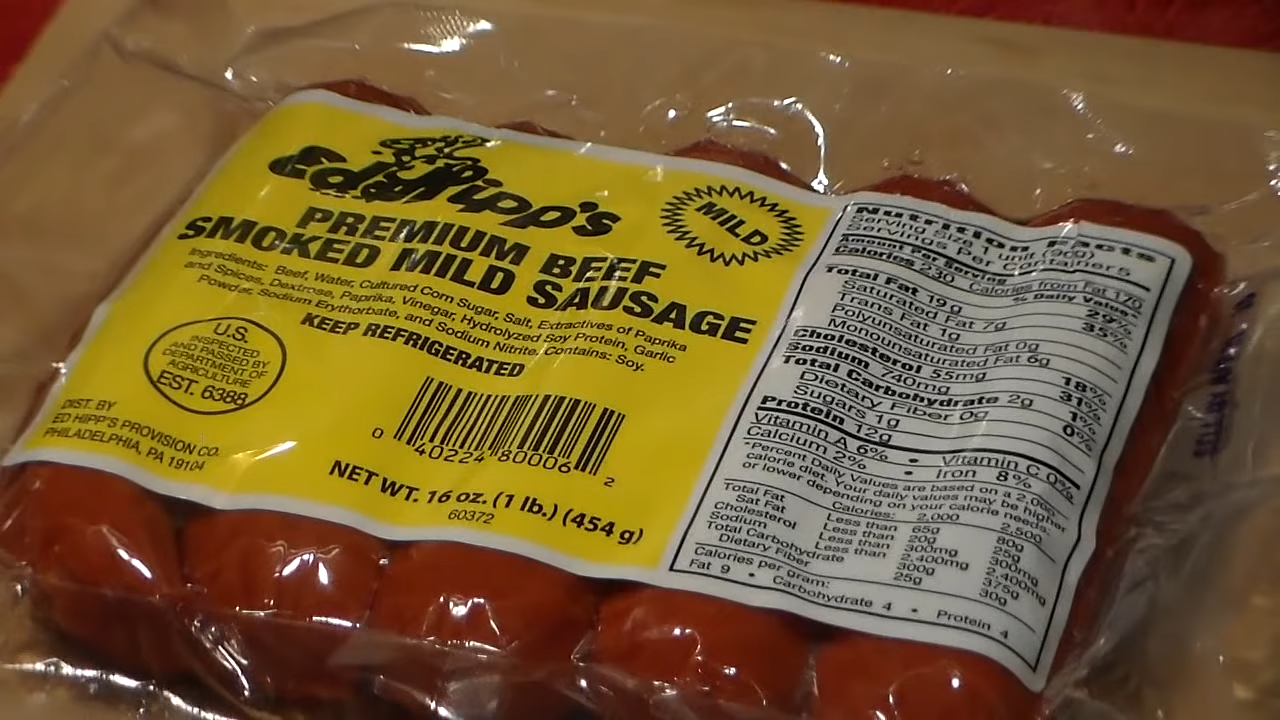 Ed Hipp's
MILD
PREMIUM BEEF
SMOKED MILD SAUSAGE
Ingredients: Beef, Water, Cultured Corn Sugar, Salt, Extractives of Paprika
and Spices, Dextrose, Paprika, Vinegar, Hydrolyzed Soy Protein, Garlic
Powder, Sodium Erythorbate, and Sodium Nitrite. Contains: Soy.
KEEP REFRIGERATED
U.S.
INSPECTED
AND PASSED BY
DEPARTMENT OF
AGRICULTURE
EST. 6388
DIST. BY
ED HIPP'S PROVISION CO.
PHILADELPHIA, PA 19104
0 40224 80006 2
NET WT. 16 oz. (1 lb.) (454 g)
60372
Nutrition Facts
Serving Size 1 unit (90g)
Servings Per Container 5
Amount Per Serving
Calories 230 Calories from Fat 170
% Daily Value*
Total Fat 19 g 29%
Saturated Fat 7g 35%
Trans Fat 1g
Polyunsaturated Fat 0g
Monounsaturated Fat 6g
Cholesterol 55mg 18%
Sodium 740mg 31%
Total Carbohydrate 2g 1%
Dietary Fiber 0g 0%
Sugars 1g
Protein 12g
Vitamin A 6% • Vitamin C 0%
Calcium 2% • Iron 8%
*Percent Daily Values are based on a 2,000
calorie diet. Your daily values may be higher
or lower depending on your calorie needs:
Calories: 2,000 2,500
Total Fat Less than 65g 80g
Sat Fat Less than 20g 25g
Cholesterol Less than 300mg 300mg
Sodium Less than 2,400mg 2,400mg
Total Carbohydrate 300g 375g
Dietary Fiber 25g 30g
Calories per gram:
Fat 9 • Carbohydrate 4 • Protein 4